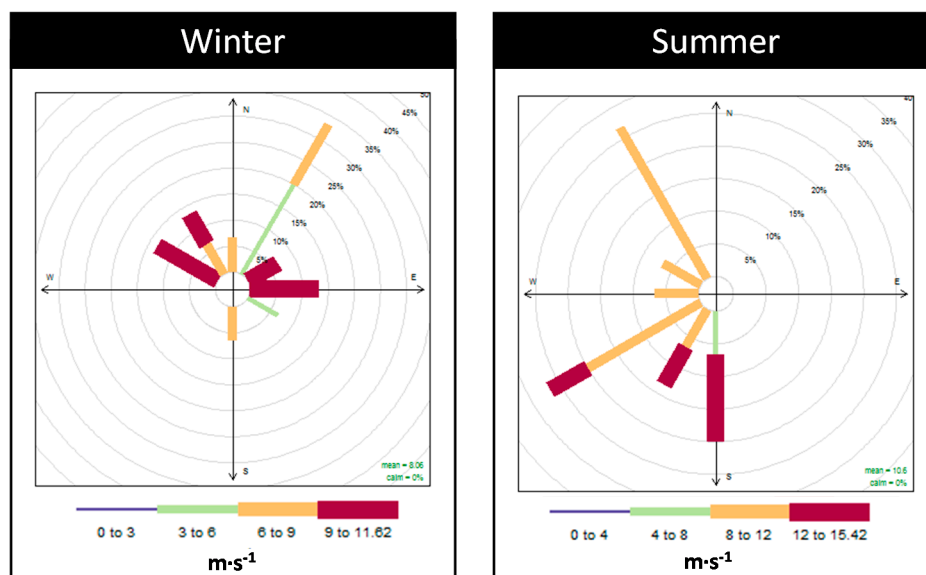 Winter
N
45%
40%
35%
30%
25%
20%
15%
10%
5%
W
E
S
mean = 8.06
calm = 0%
0 to 3
3 to 6
6 to 9
9 to 11.62
m·s⁻¹
Summer
N
35%
30%
25%
20%
15%
10%
5%
W
E
S
mean = 10.6
calm = 0%
0 to 4
4 to 8
8 to 12
12 to 15.42
m·s⁻¹